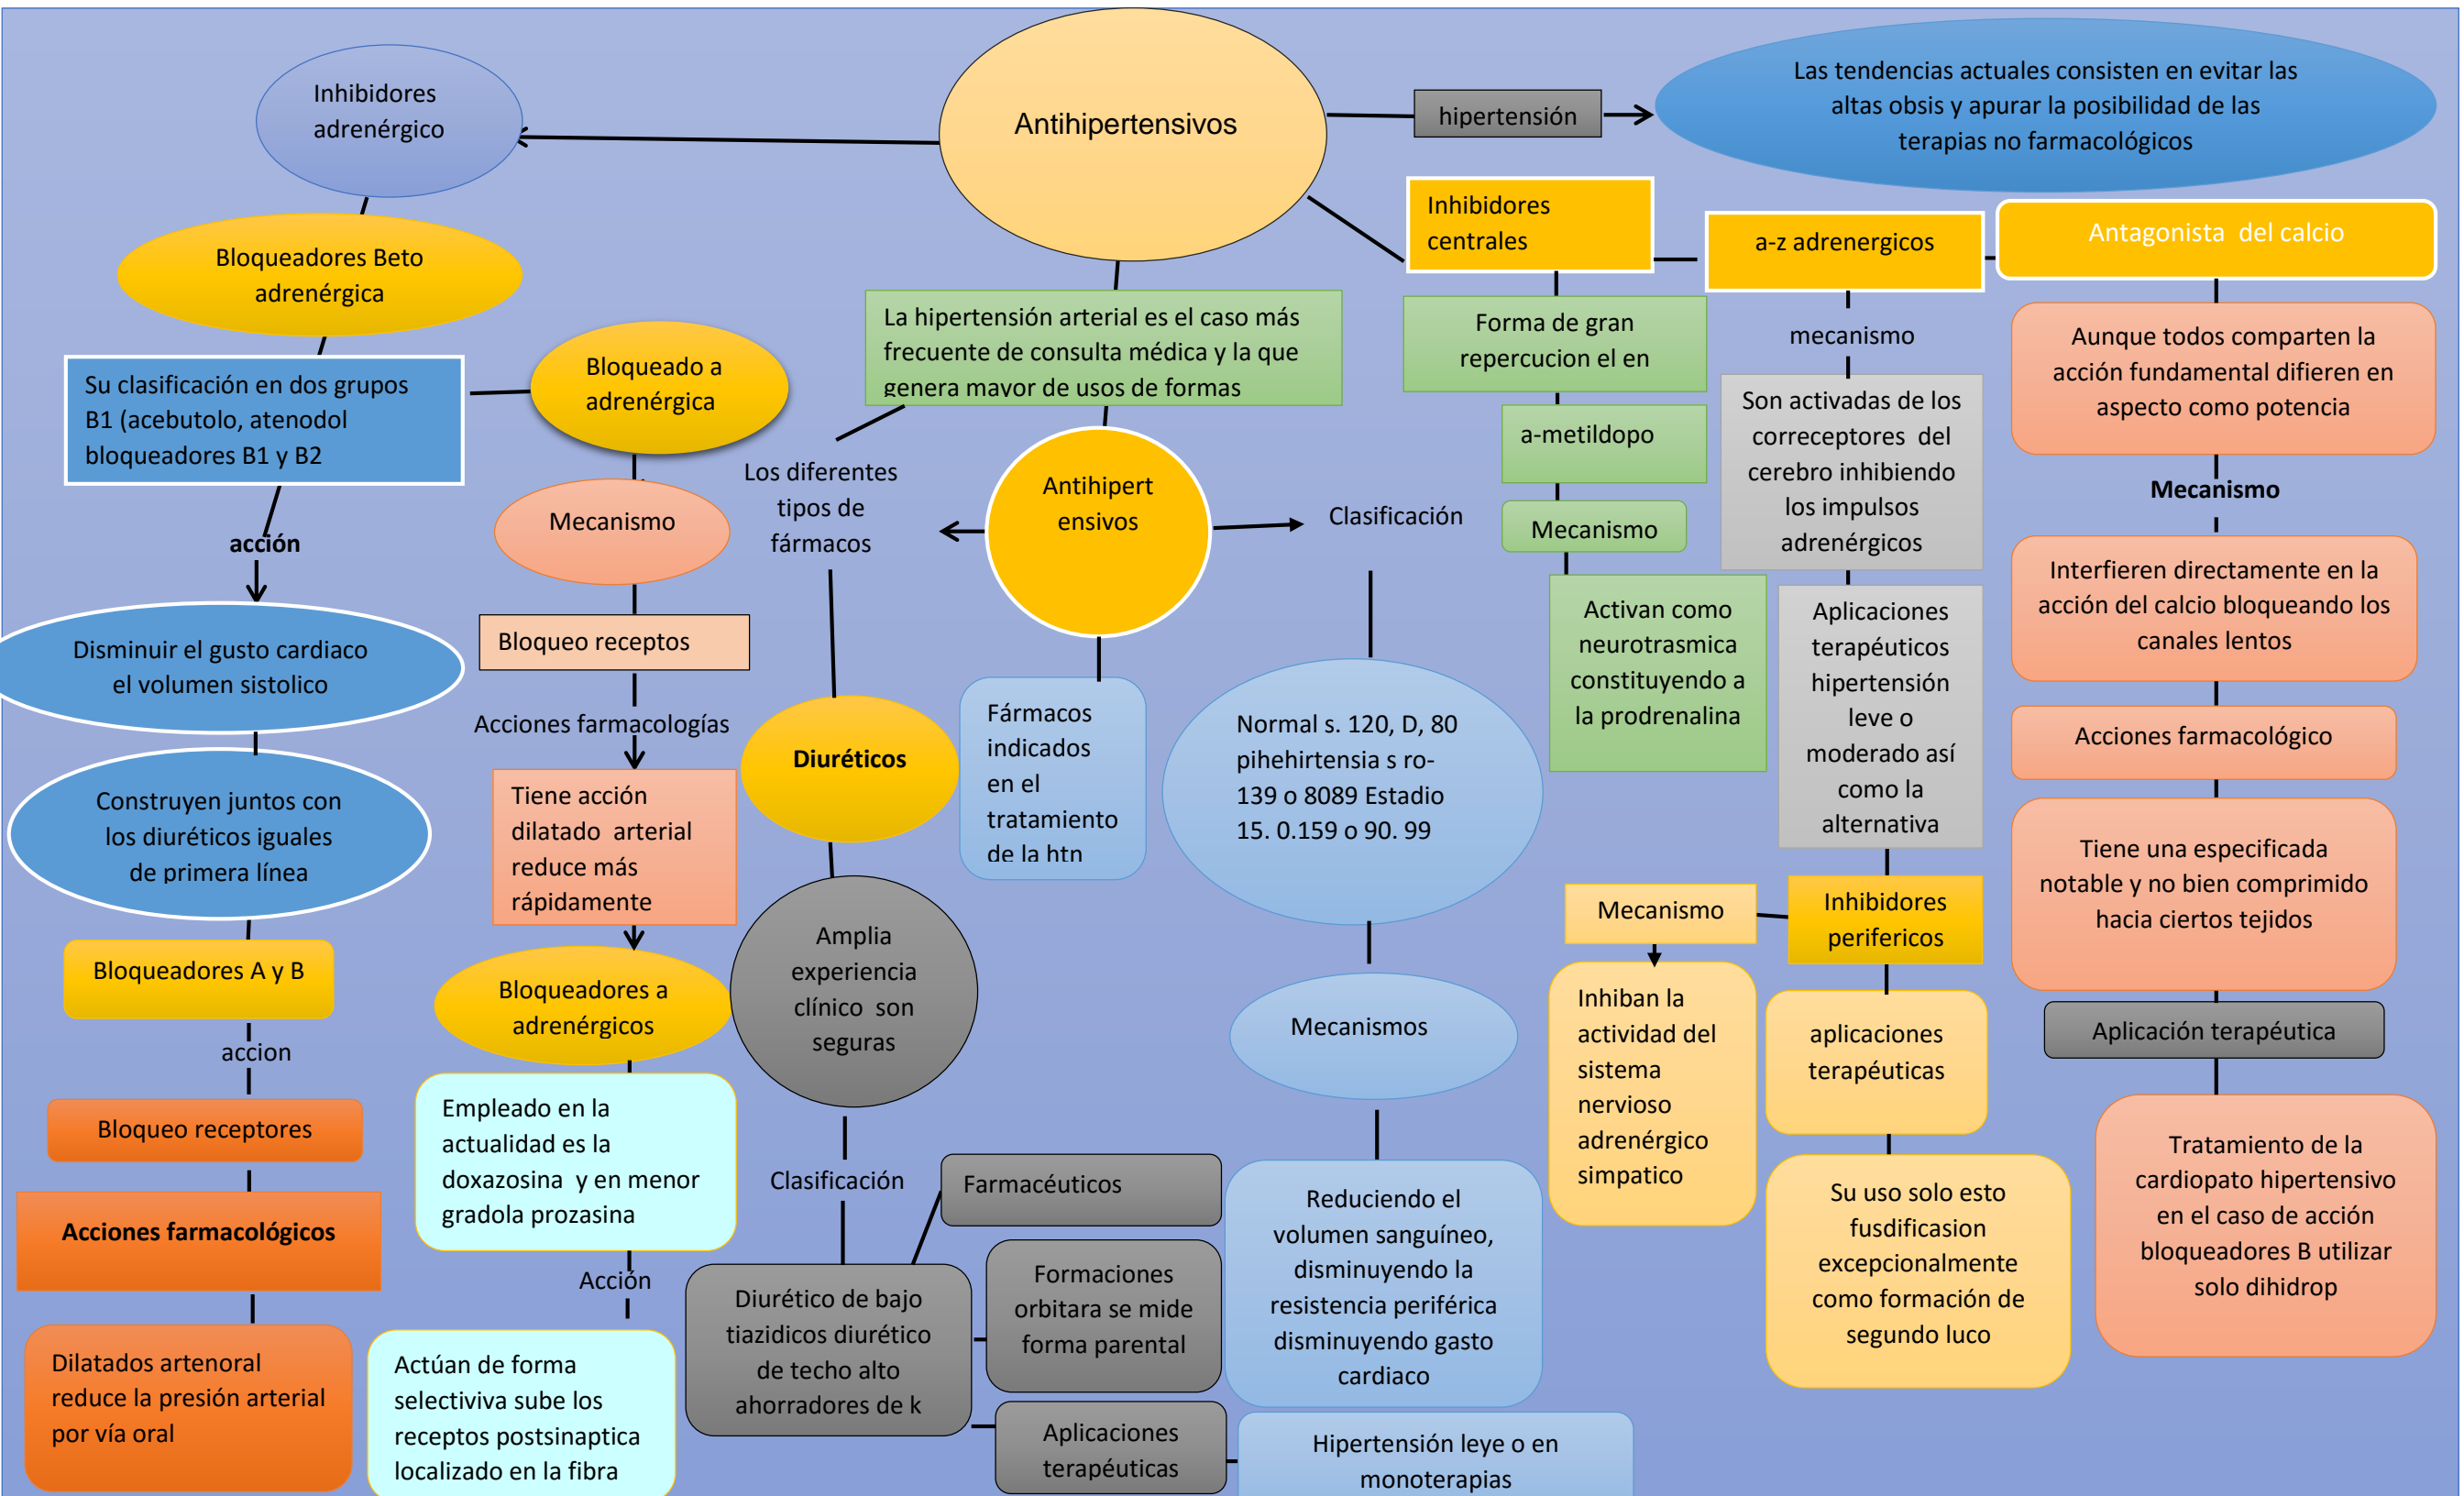 Antihipertensivos
hipertensión
Las tendencias actuales consisten en evitar las
altas obsis y apurar la posibilidad de las
terapias no farmacológicos
Inhibidores
adrenérgico
Bloqueadores Beto
adrenérgica
Su clasificación en dos grupos
B1 (acebutolo, atenodol
bloqueadores B1 y B2
acción
Disminuir el gusto cardiaco
el volumen sistolico
Construyen juntos con
los diuréticos iguales
de primera línea
Bloqueadores A y B
accion
Bloqueo receptores
Acciones farmacológicos
Dilatados artenoral
reduce la presión arterial
por vía oral
Bloqueado a
adrenérgica
Mecanismo
Bloqueo receptos
Acciones farmacologías
Tiene acción
dilatado arterial
reduce más
rápidamente
Bloqueadores a
adrenérgicos
Empleado en la
actualidad es la
doxazosina y en menor
gradola prozasina
Acción
Actúan de forma
selectiviva sube los
receptos postsinaptica
localizado en la fibra
La hipertensión arterial es el caso más
frecuente de consulta médica y la que
genera mayor de usos de formas
Los diferentes
tipos de
fármacos
Antihipert
ensivos
Clasificación
Diuréticos
Amplia
experiencia
clínico son
seguras
Clasificación
Diurético de bajo
tiazidicos diurético
de techo alto
ahorradores de k
Farmacéuticos
Formaciones
orbitara se mide
forma parental
Aplicaciones
terapéuticas
Hipertensión leye o en
monoterapias
Fármacos
indicados
en el
tratamiento
de la htn
Normal s. 120, D, 80
pihehirtensia s ro-
139 o 8089 Estadio
15. 0.159 o 90. 99
Mecanismos
Reduciendo el
volumen sanguíneo,
disminuyendo la
resistencia periférica
disminuyendo gasto
cardiaco
Inhibidores
centrales
Forma de gran
repercucion el en
a-metildopo
Mecanismo
Activan como
neurotrasmica
constituyendo a
la prodrenalina
a-z adrenergicos
mecanismo
Son activadas de los
correceptores del
cerebro inhibiendo
los impulsos
adrenérgicos
Aplicaciones
terapéuticos
hipertensión
leve o
moderado así
como la
alternativa
Inhibidores
perifericos
Mecanismo
Inhiban la
actividad del
sistema
nervioso
adrenérgico
simpatico
aplicaciones
terapéuticas
Su uso solo esto
fusdificasion
excepcionalmente
como formación de
segundo luco
Antagonista del calcio
Aunque todos comparten la
acción fundamental difieren en
aspecto como potencia
Mecanismo
Interfieren directamente en la
acción del calcio bloqueando los
canales lentos
Acciones farmacológico
Tiene una especificada
notable y no bien comprimido
hacia ciertos tejidos
Aplicación terapéutica
Tratamiento de la
cardiopato hipertensivo
en el caso de acción
bloqueadores B utilizar
solo dihidrop